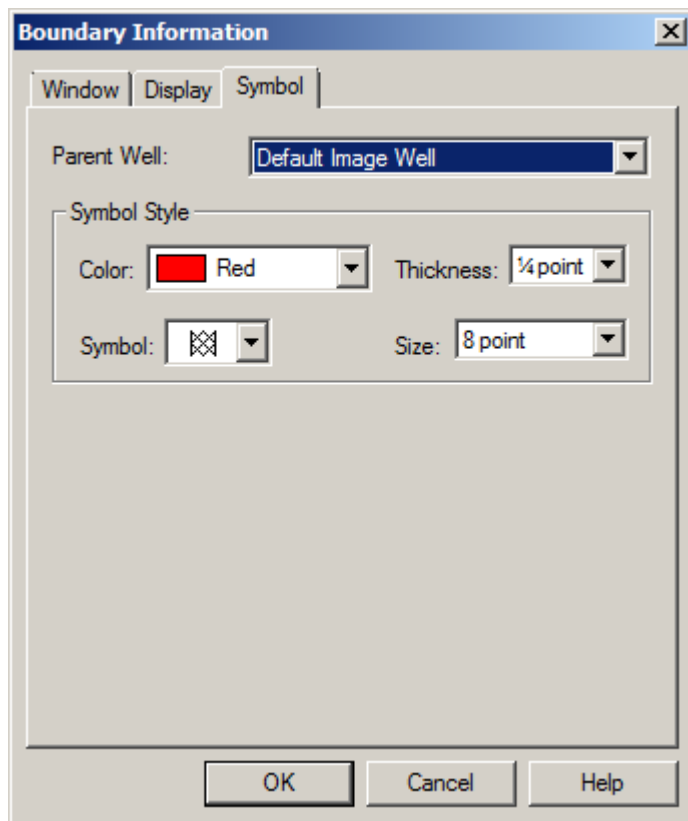 Boundary Information
Window Display Symbol
Parent Well: Default Image Well
Symbol Style
Color: Red Thickness: ¼ point
Symbol: Size: 8 point
OK Cancel Help